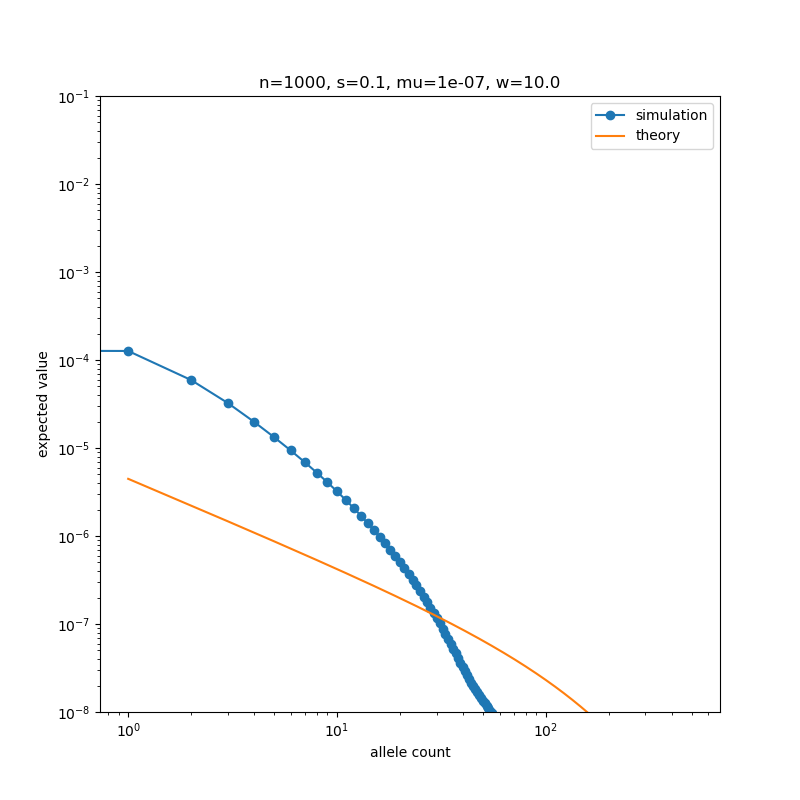 n=1000, s=0.1, mu=1e-07, w=10.0
simulation
theory
10⁻¹
10⁻²
10⁻³
10⁻⁴
10⁻⁵
10⁻⁶
10⁻⁷
10⁻⁸
expected value
10⁰ 10¹ 10²
allele count